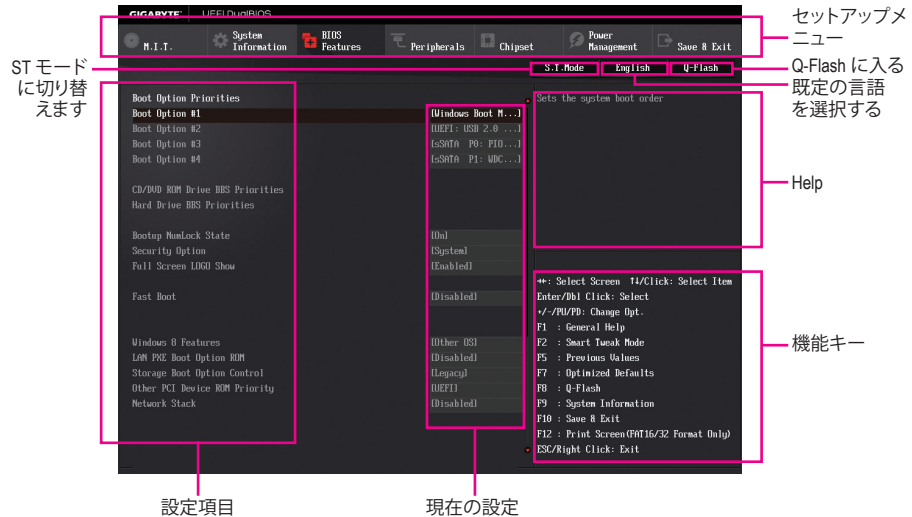 GIGABYTE UEFI DualBIOS
M.I.T.
System
Information
BIOS
Features
Peripherals
Chipset
Power
Management
Save & Exit
セットアップメ
ニュー
S.T.Mode English Q-Flash
ST モード
に切り替
えます
Q-Flash に入る
既定の言語
を選択する
Boot Option Priorities
Boot Option #1 [Windows Boot M...]
Boot Option #2 [UEFI: USB 2.0 ...]
Boot Option #3 [sSATA P0: PIO...]
Boot Option #4 [sSATA P1: WDC...]
CD/DVD ROM Drive BBS Priorities
Hard Drive BBS Priorities
Bootup NumLock State [On]
Security Option [System]
Full Screen LOGO Show [Enabled]
Fast Boot [Disabled]
Windows 8 Features [Other OS]
LAN PXE Boot Option ROM [Disabled]
Storage Boot Option Control [Legacy]
Other PCI Device ROM Priority [UEFI]
Network Stack [Disabled]
Sets the system boot order
Help
→←: Select Screen ↑↓/Click: Select Item
Enter/Dbl Click: Select
+/-/PU/PD: Change Opt.
F1 : General Help
F2 : Smart Tweak Mode
F5 : Previous Values
F7 : Optimized Defaults
F8 : Q-Flash
F9 : System Information
F10 : Save & Exit
F12 : Print Screen(FAT16/32 Format Only)
ESC/Right Click: Exit
機能キー
設定項目
現在の設定